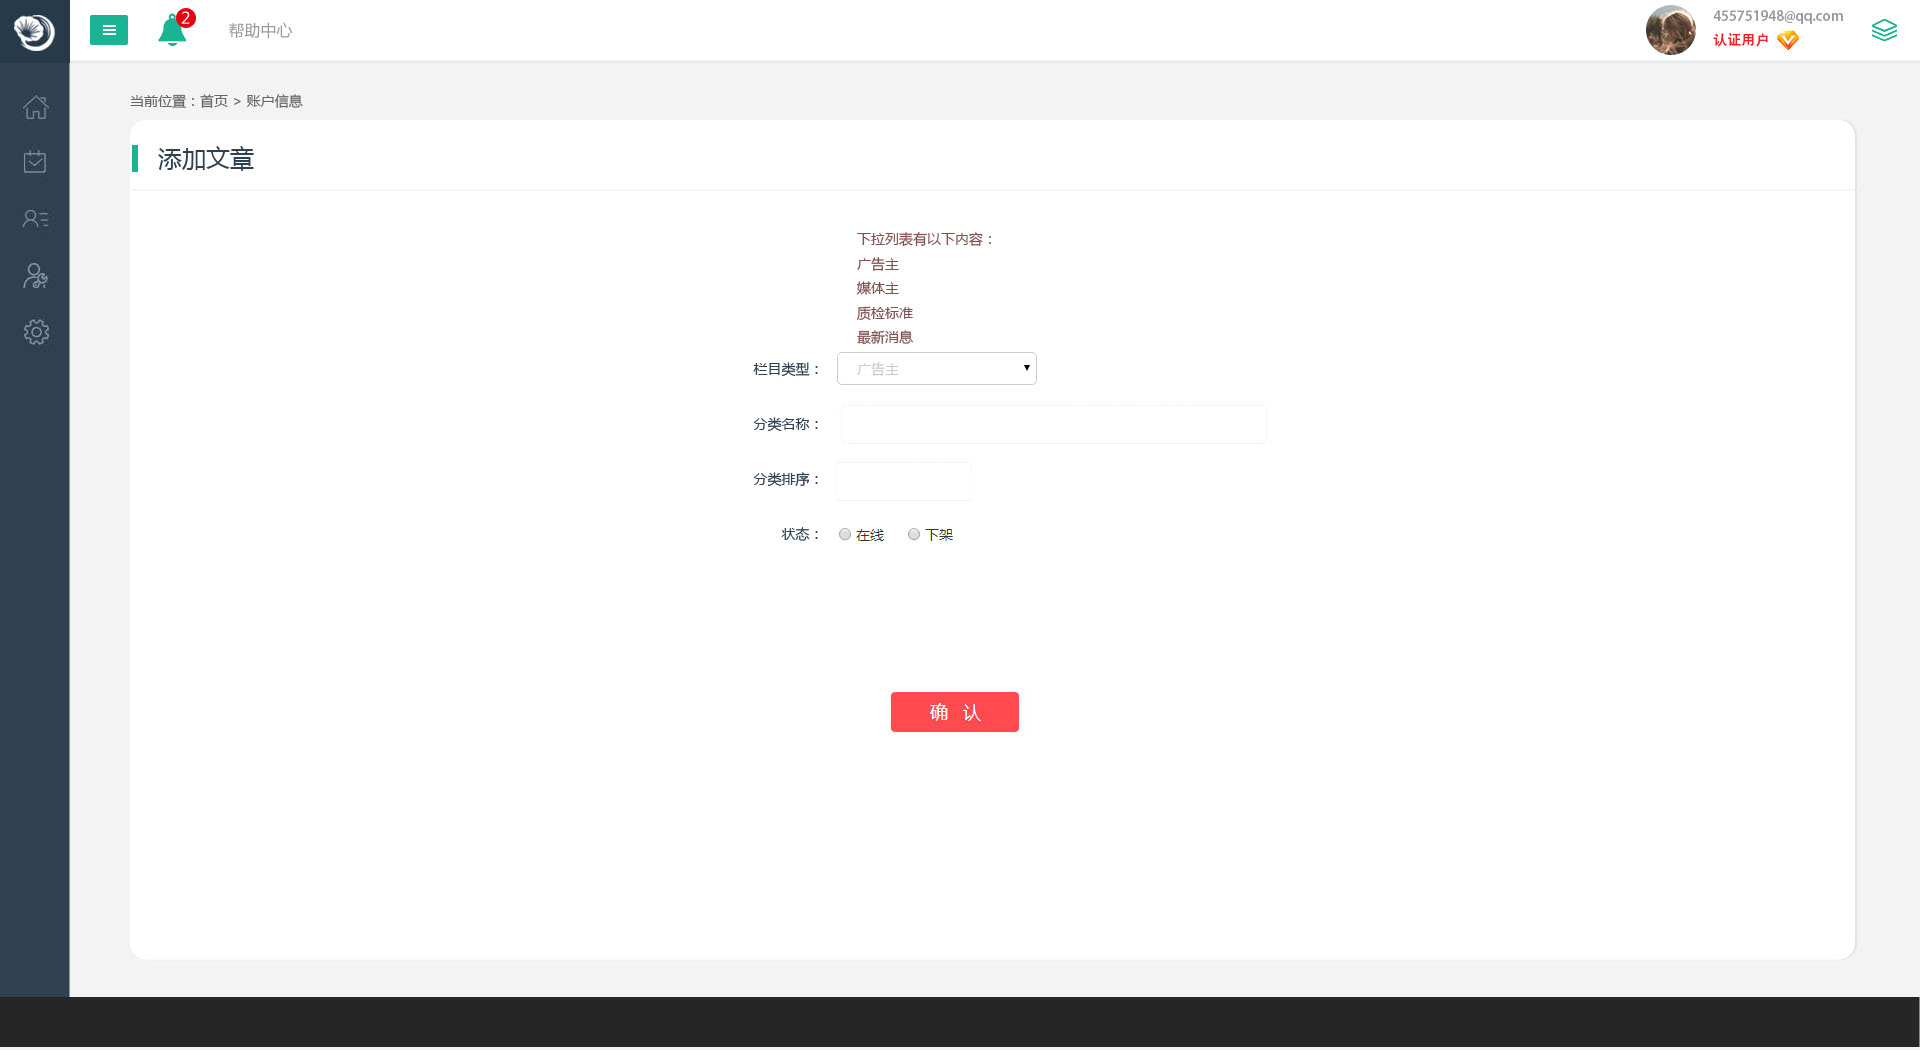 2
帮助中心
455751948@qq.com
认证用户
当前位置：首页 > 账户信息
添加文章
下拉列表有以下内容：
广告主
媒体主
质检标准
最新消息
栏目类型： 广告主
分类名称：
分类排序：
状态： 在线 下架
确 认